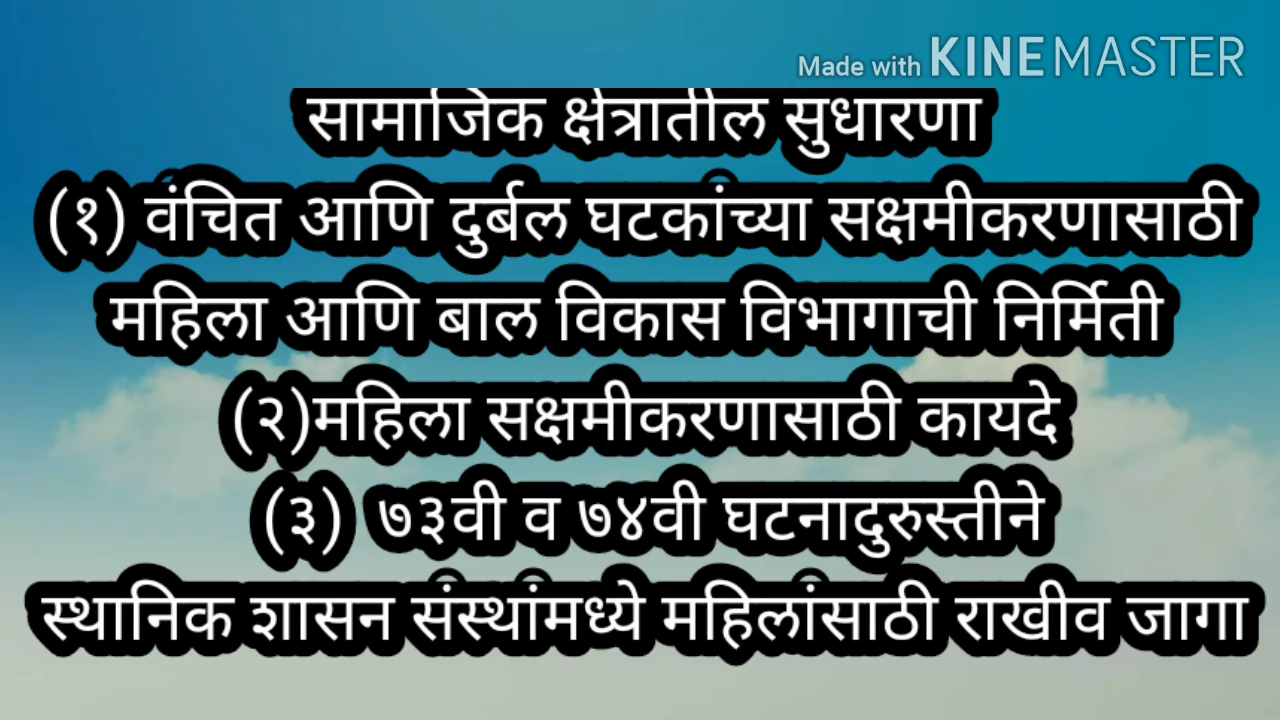 Made with KINEMASTER
सामाजिक क्षेत्रातील सुधारणा
(१) वंचित आणि दुर्बल घटकांच्या सक्षमीकरणासाठी
महिला आणि बाल विकास विभागाची निर्मिती
(२)महिला सक्षमीकरणासाठी कायदे
(३) ७३वी व ७४वी घटनादुरुस्तीने
स्थानिक शासन संस्थांमध्ये महिलांसाठी राखीव जागा